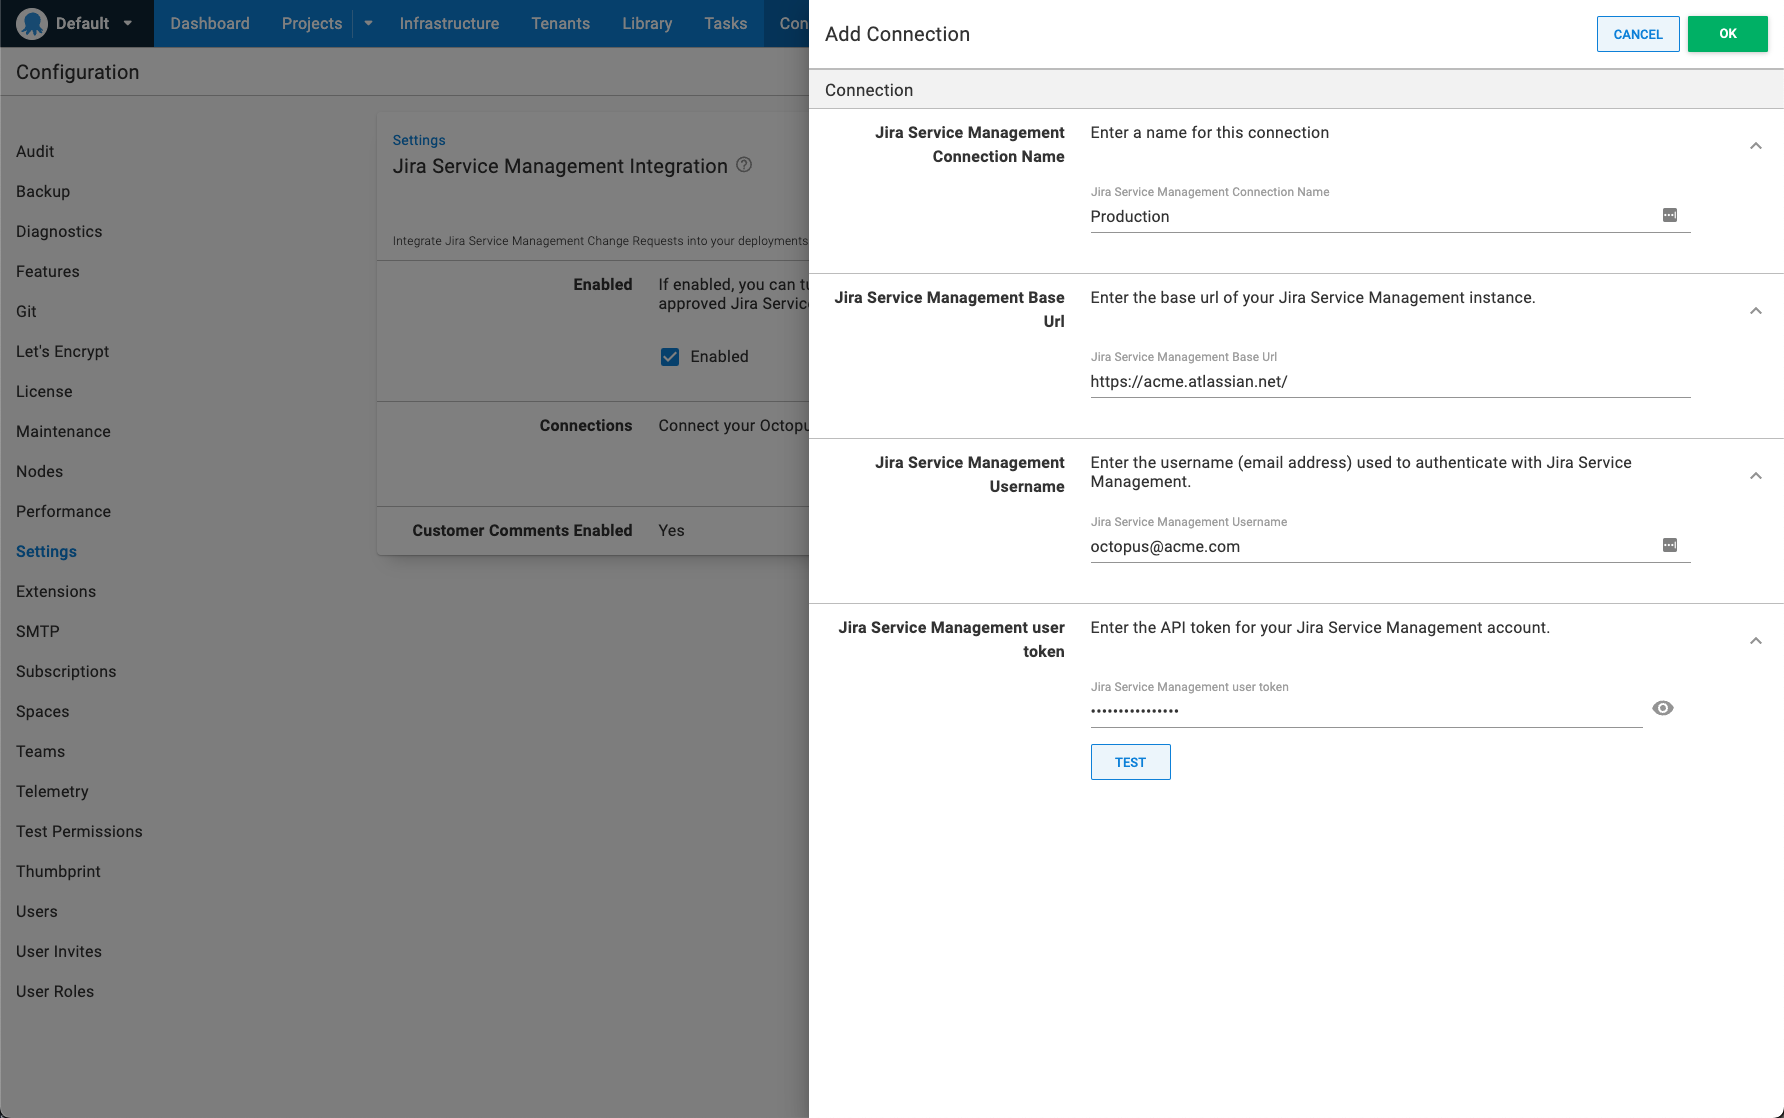 Default
Dashboard
Projects
Infrastructure
Tenants
Library
Tasks
Configuration
Audit
Backup
Diagnostics
Features
Git
Let's Encrypt
License
Maintenance
Nodes
Performance
Settings
Extensions
SMTP
Subscriptions
Spaces
Teams
Telemetry
Test Permissions
Thumbprint
Users
User Invites
User Roles
Settings
Jira Service Management Integration
Integrate Jira Service Management Change Requests into your deployments
Enabled
If enabled, you can
approved Jira Servic
Enabled
Connections
Connect your Octop
Customer Comments Enabled
Yes
Add Connection
CANCEL
OK
Connection
Jira Service Management
Connection Name
Enter a name for this connection
Jira Service Management Connection Name
Production
Jira Service Management Base
Url
Enter the base url of your Jira Service Management instance.
Jira Service Management Base Url
https://acme.atlassian.net/
Jira Service Management
Username
Enter the username (email address) used to authenticate with Jira Service
Management.
Jira Service Management Username
octopus@acme.com
Jira Service Management user
token
Enter the API token for your Jira Service Management account.
Jira Service Management user token
••••••••••••••••
TEST